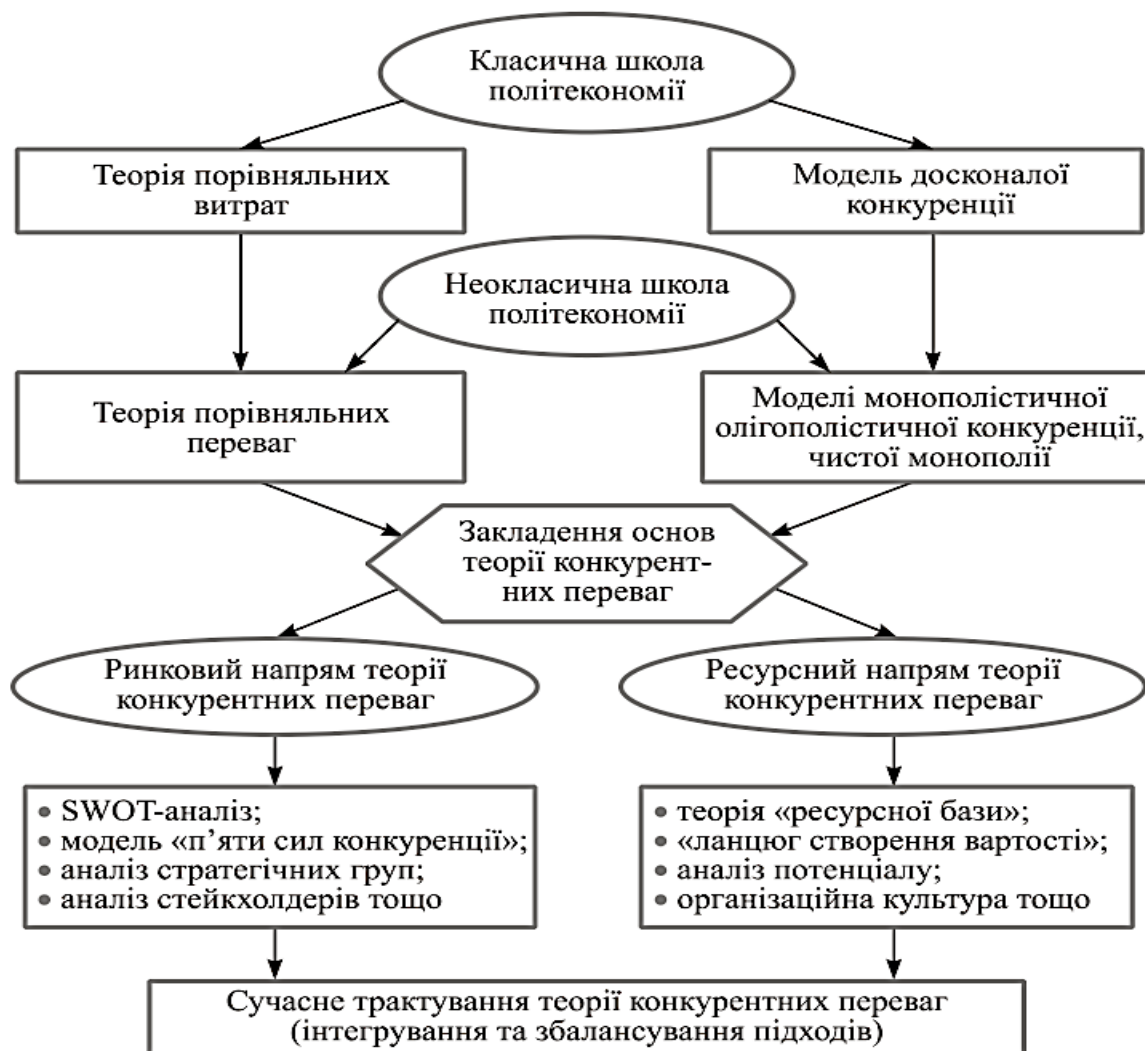 Класична школа
політекономії
Теорія порівняльних
витрат
Модель досконалої
конкуренції
Неокласична школа
політекономії
Теорія порівняльних
переваг
Моделі монополістичної
олігополістичної конкуренції,
чистої монополії
Закладення основ
теорії конкурент-
них переваг
Ринковий напрям теорії
конкурентних переваг
Ресурсний напрям теорії
конкурентних переваг
• SWOT-аналіз;
• модель «п’яти сил конкуренції»;
• аналіз стратегічних груп;
• аналіз стейкхолдерів тощо
• теорія «ресурсної бази»;
• «ланцюг створення вартості»;
• аналіз потенціалу;
• організаційна культура тощо
Сучасне трактування теорії конкурентних переваг
(інтегрування та збалансування підходів)